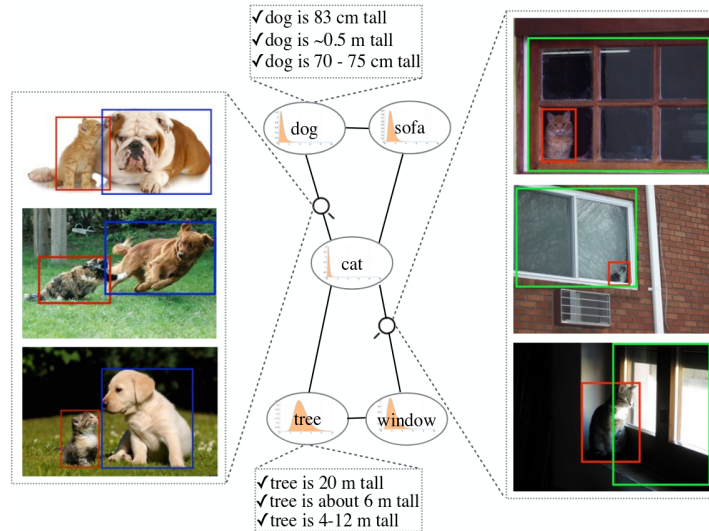 ✓dog is 83 cm tall
✓dog is ~0.5 m tall
✓dog is 70 - 75 cm tall
dog
sofa
cat
tree
window
✓tree is 20 m tall
✓tree is about 6 m tall
✓tree is 4-12 m tall